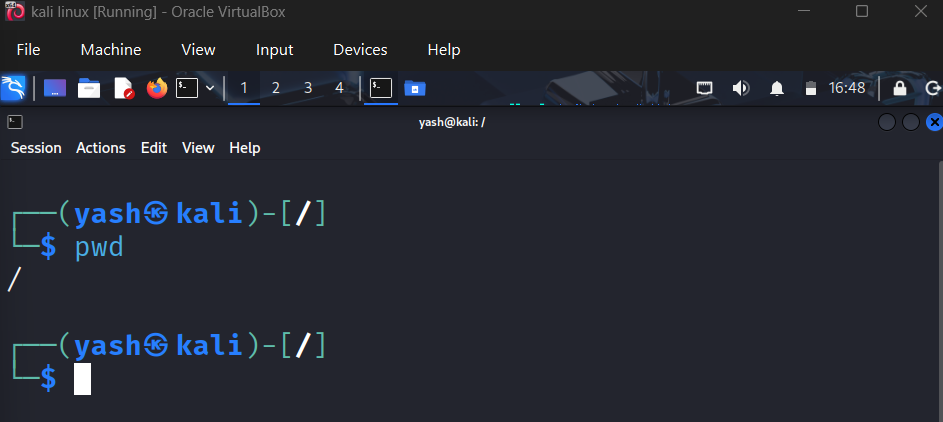 kali linux [Running] - Oracle VirtualBox
File Machine View Input Devices Help
1 2 3 4 16:48
yash@kali: /
Session Actions Edit View Help
┌──(yash㉿kali)-[/]
└─$ pwd
/
┌──(yash㉿kali)-[/]
└─$